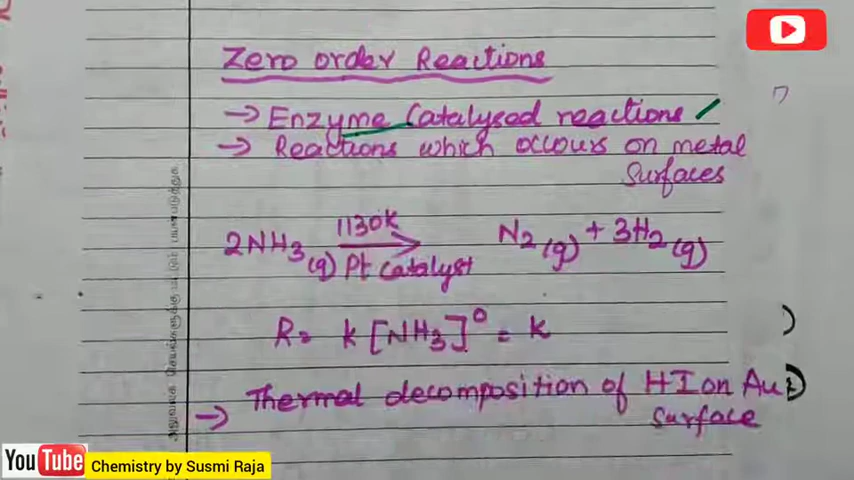 Zero order Reactions
→ Enzyme Catalysed reactions
→ Reactions which occurs on metal
Surfaces
2NH₃(g) 1130K → Pt Catalyst N₂(g) + 3H₂(g)
R = k [NH₃]⁰ = k
→ Thermal decomposition of HI on Au
Surface
YouTube
Chemistry by Susmi Raja